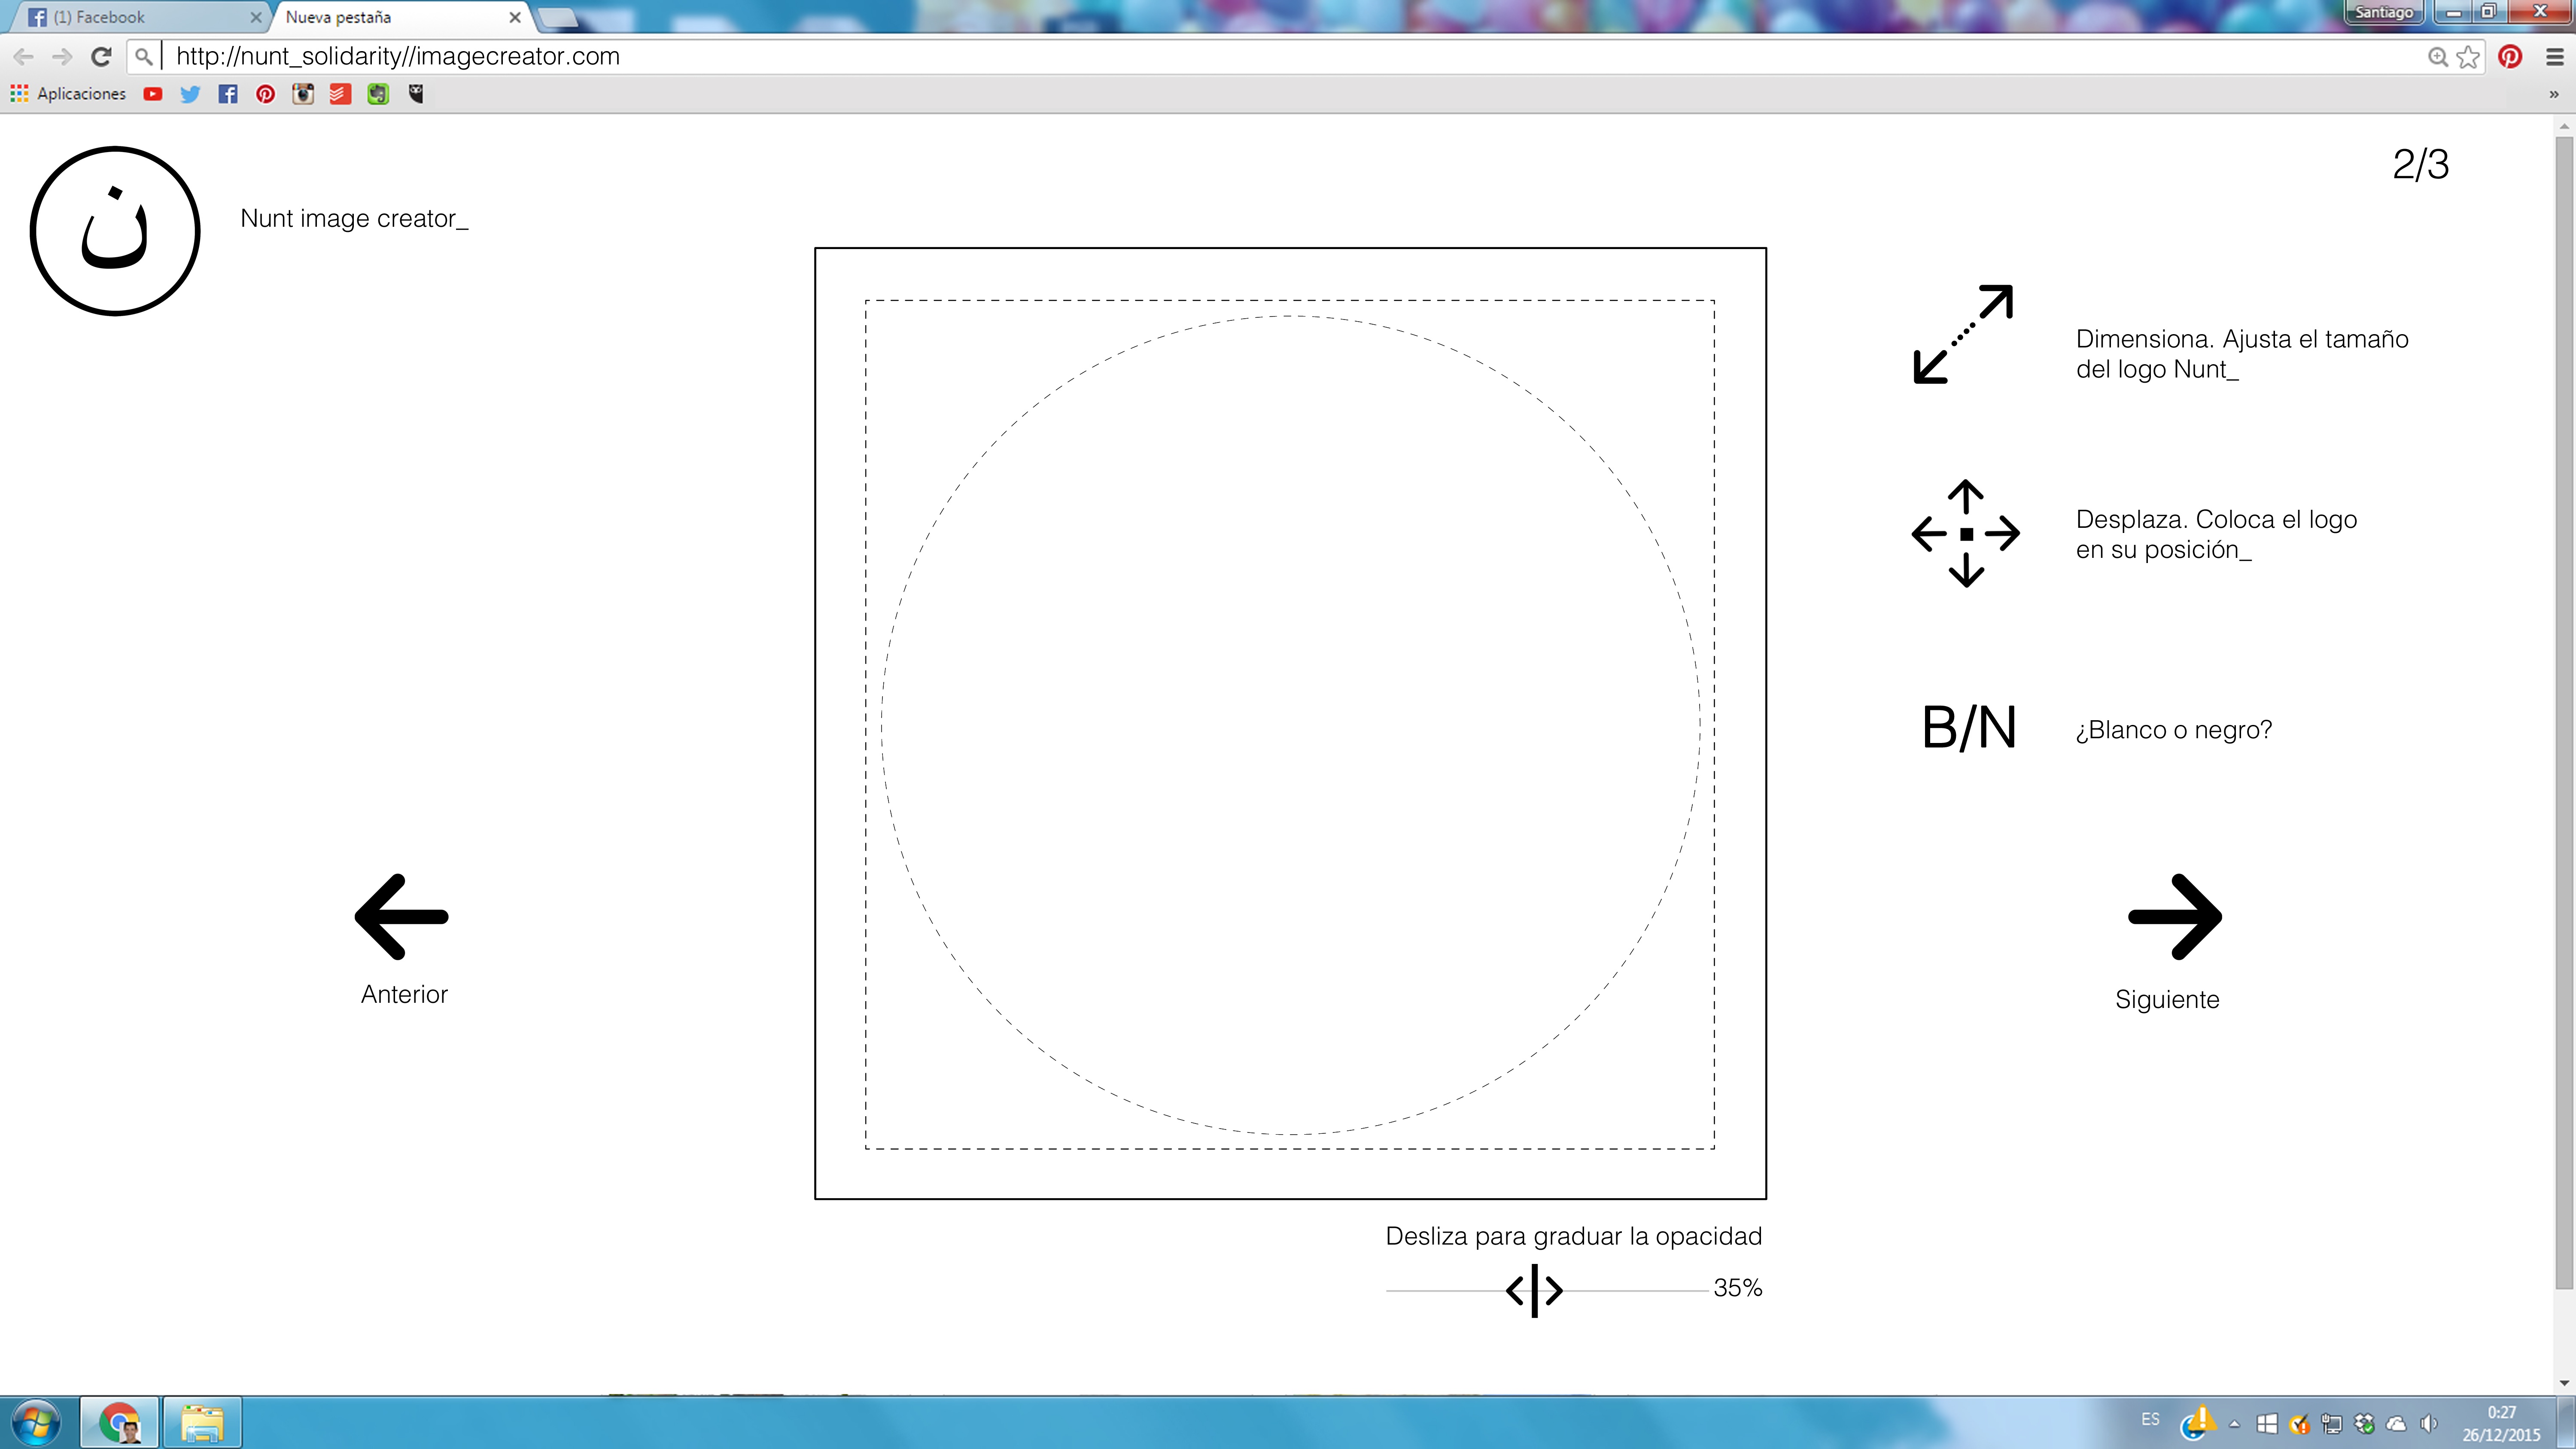 (1) Facebook
Nueva pestaña
Santiago
http://nunt_solidarity//imagecreator.com
Aplicaciones
ن
Nunt image creator_
2/3
Dimensiona. Ajusta el tamaño
del logo Nunt_
Desplaza. Coloca el logo
en su posición_
B/N
¿Blanco o negro?
Anterior
Siguiente
Desliza para graduar la opacidad
35%
ES
0:27
26/12/2015